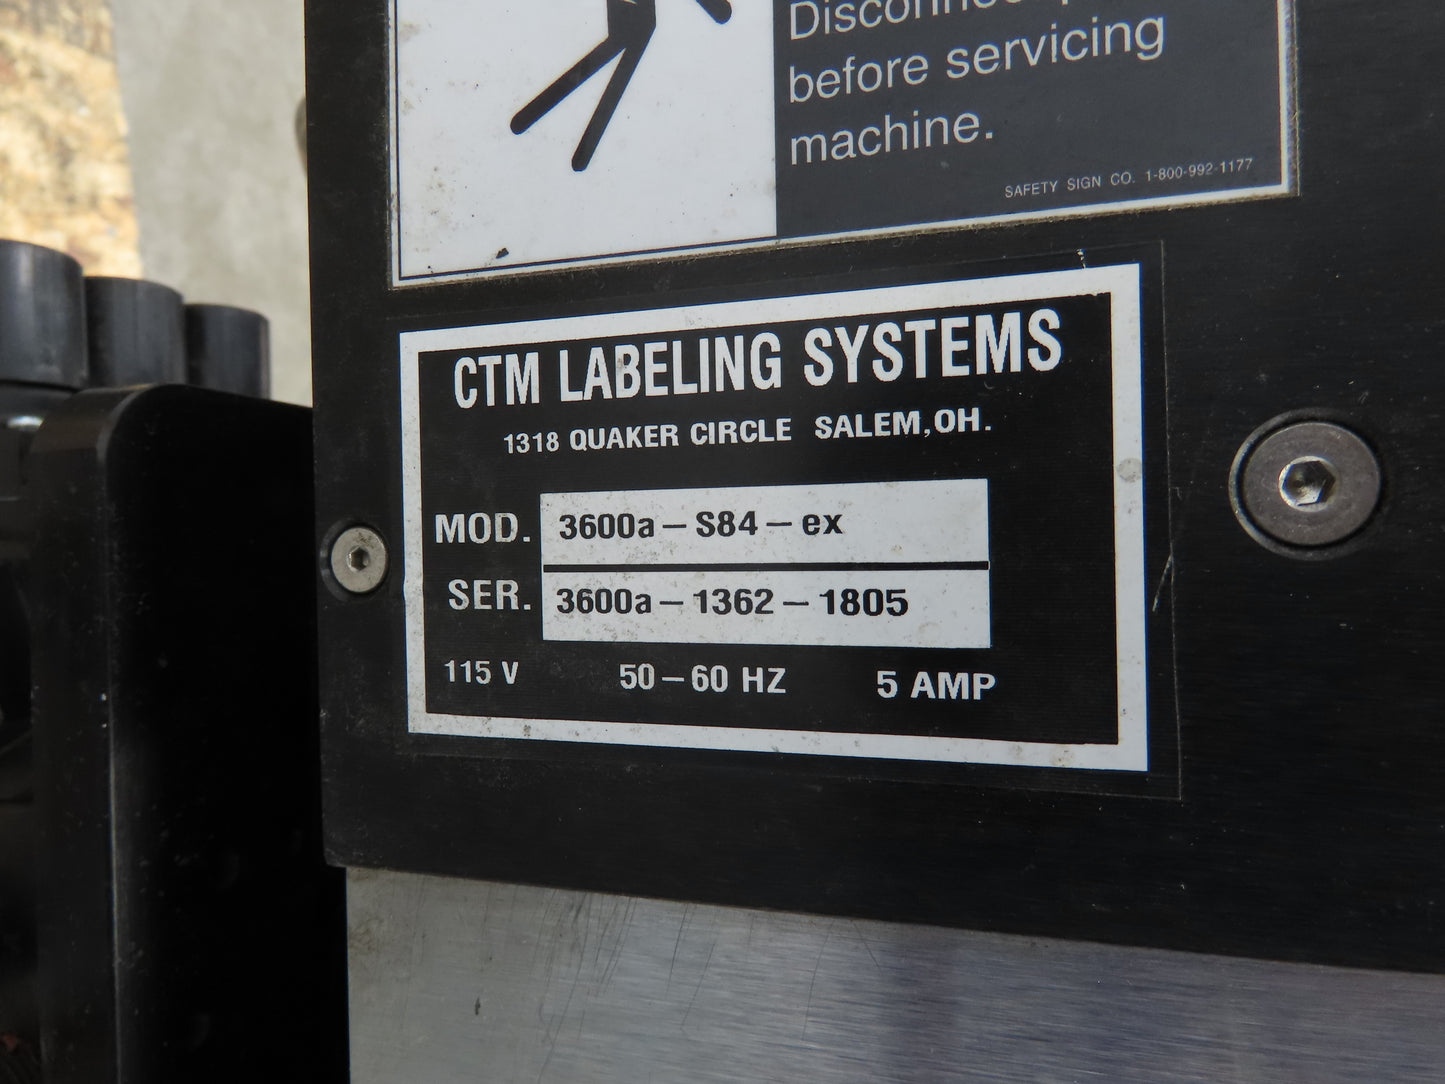 Disconnect
before servicing
machine.
SAFETY SIGN CO. 1-800-992-1177
CTM LABELING SYSTEMS
1318 QUAKER CIRCLE SALEM,OH.
MOD. 3600a-S84-ex
SER. 3600a-1362-1805
115 V 50-60 HZ 5 AMP